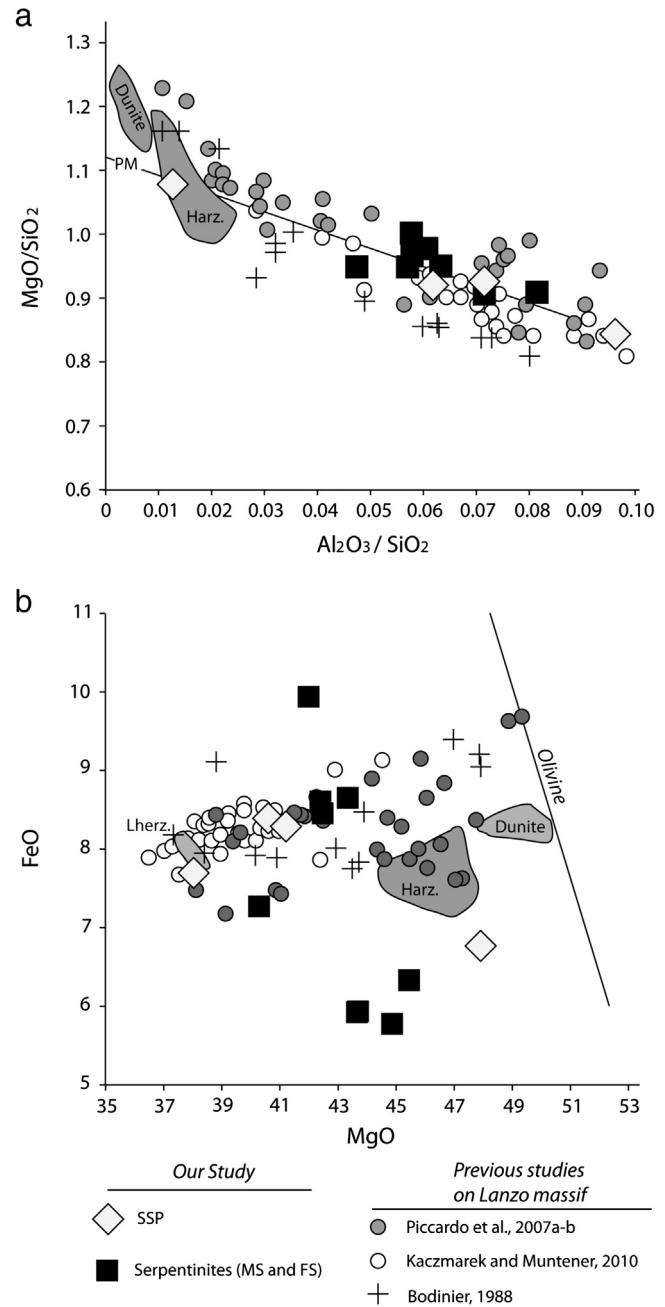 a
1.3
1.2
1.1
1.0
0.9
0.8
0.7
0.6
MgO/SiO2
Dunite
PM
Harz.
0 0.01 0.02 0.03 0.04 0.05 0.06 0.07 0.08 0.09 0.10
Al2O3 / SiO2
b
11
10
9
8
7
6
5
FeO
Olivine
Lherz.
Dunite
Harz.
35 37 39 41 43 45 47 49 51 53
MgO
Our Study
SSP
Serpentinites (MS and FS)
Previous studies
on Lanzo massif
Piccardo et al., 2007a-b
Kaczmarek and Muntener, 2010
Bodinier, 1988